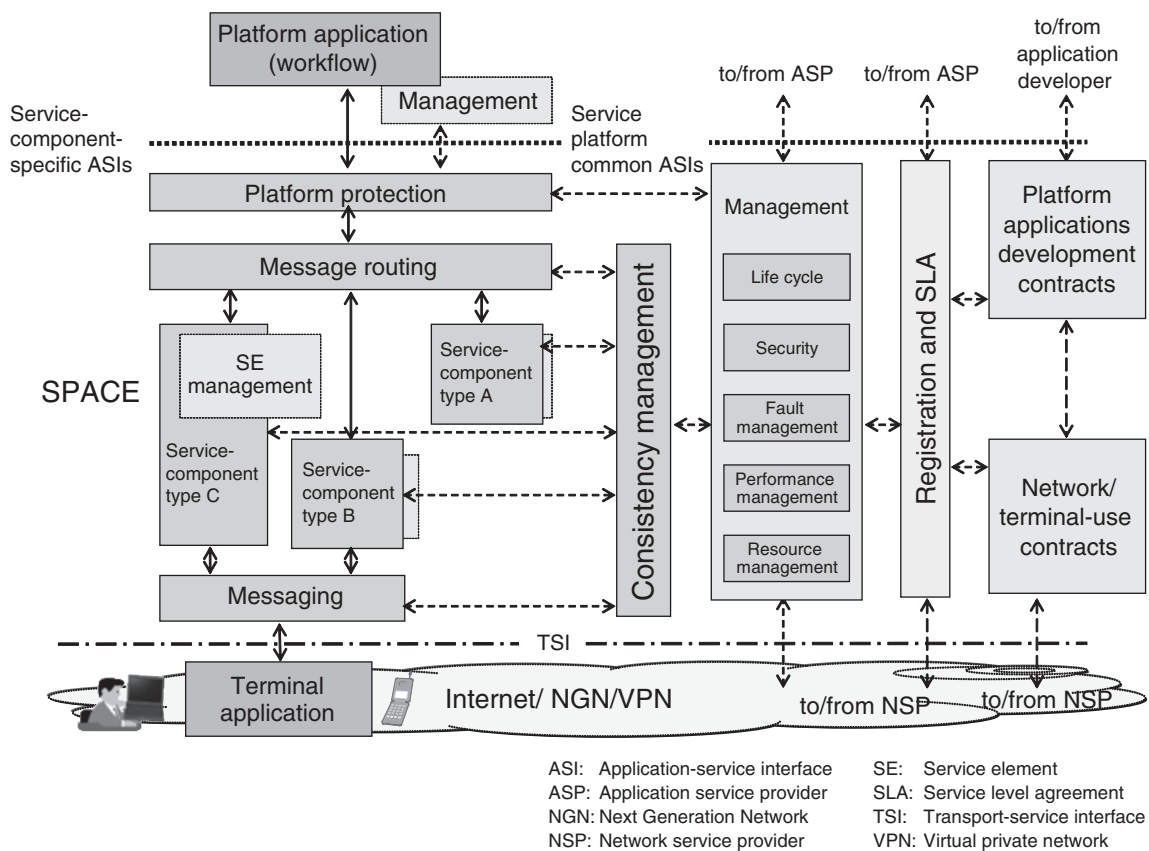 Platform application
(workflow)
Management
to/from ASP
to/from ASP
to/from
application
developer
Service-
component-
specific ASIs
Service
platform
common ASIs
Platform protection
Message routing
Service-
component
type A
SE
management
Service-
component
type C
Service-
component
type B
Messaging
SPACE
Consistency management
Management
Life cycle
Security
Fault
management
Performance
management
Resource
management
Registration and SLA
Platform
applications
development
contracts
Network/
terminal-use
contracts
TSI
Terminal
application
Internet/ NGN/VPN
to/from NSP
to/from NSP
ASI: Application-service interface
ASP: Application service provider
NGN: Next Generation Network
NSP: Network service provider
SE: Service element
SLA: Service level agreement
TSI: Transport-service interface
VPN: Virtual private network